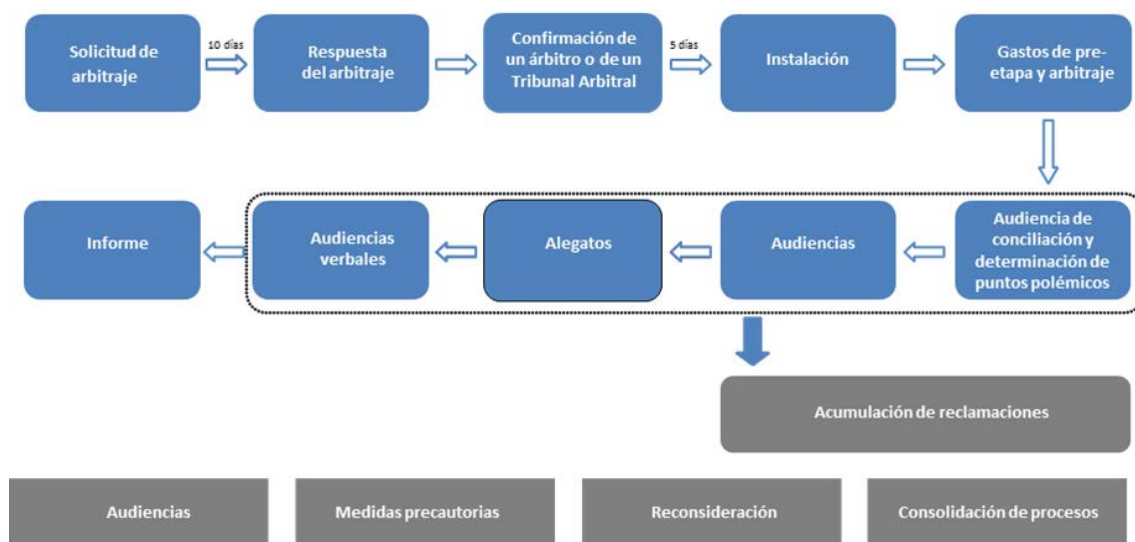 Solicitud de
arbitraje
10 días
Respuesta
del arbitraje
Confirmación de
un árbitro o de un
Tribunal Arbitral
5 días
Instalación
Gastos de pre-
etapa y arbitraje
Audiencia de
conciliación y
determinación de
puntos polémicos
Audiencias
Alegatos
Audiencias
verbales
Informe
Acumulación de reclamaciones
Audiencias
Medidas precautorias
Reconsideración
Consolidación de procesos